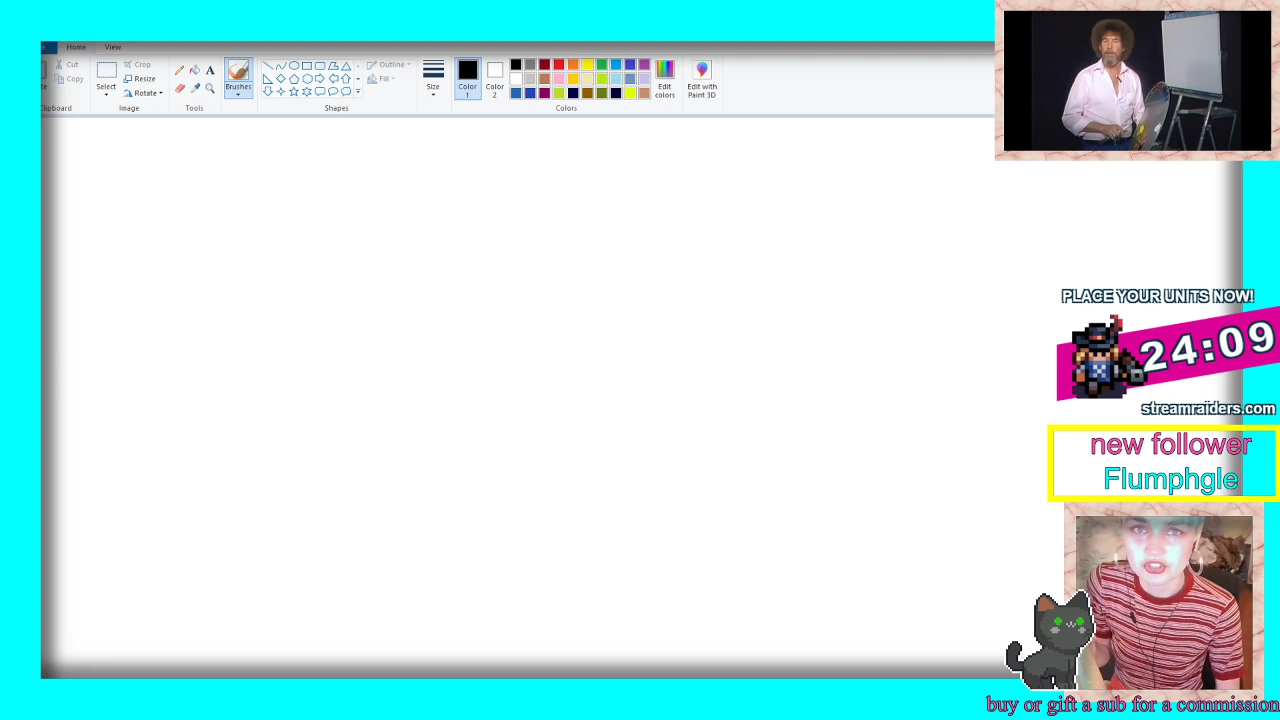 Home View
Cut
Copy
Clipboard
Select
Crop
Resize
Rotate
Image
Tools
Brushes
Shapes
Outline
Fill
Size
Color 1
Color 2
Colors
Edit colors
Edit with Paint 3D
PLACE YOUR UNITS NOW!
24:09
streamraiders.com
new follower
Flumphgle
buy or gift a sub for a commission